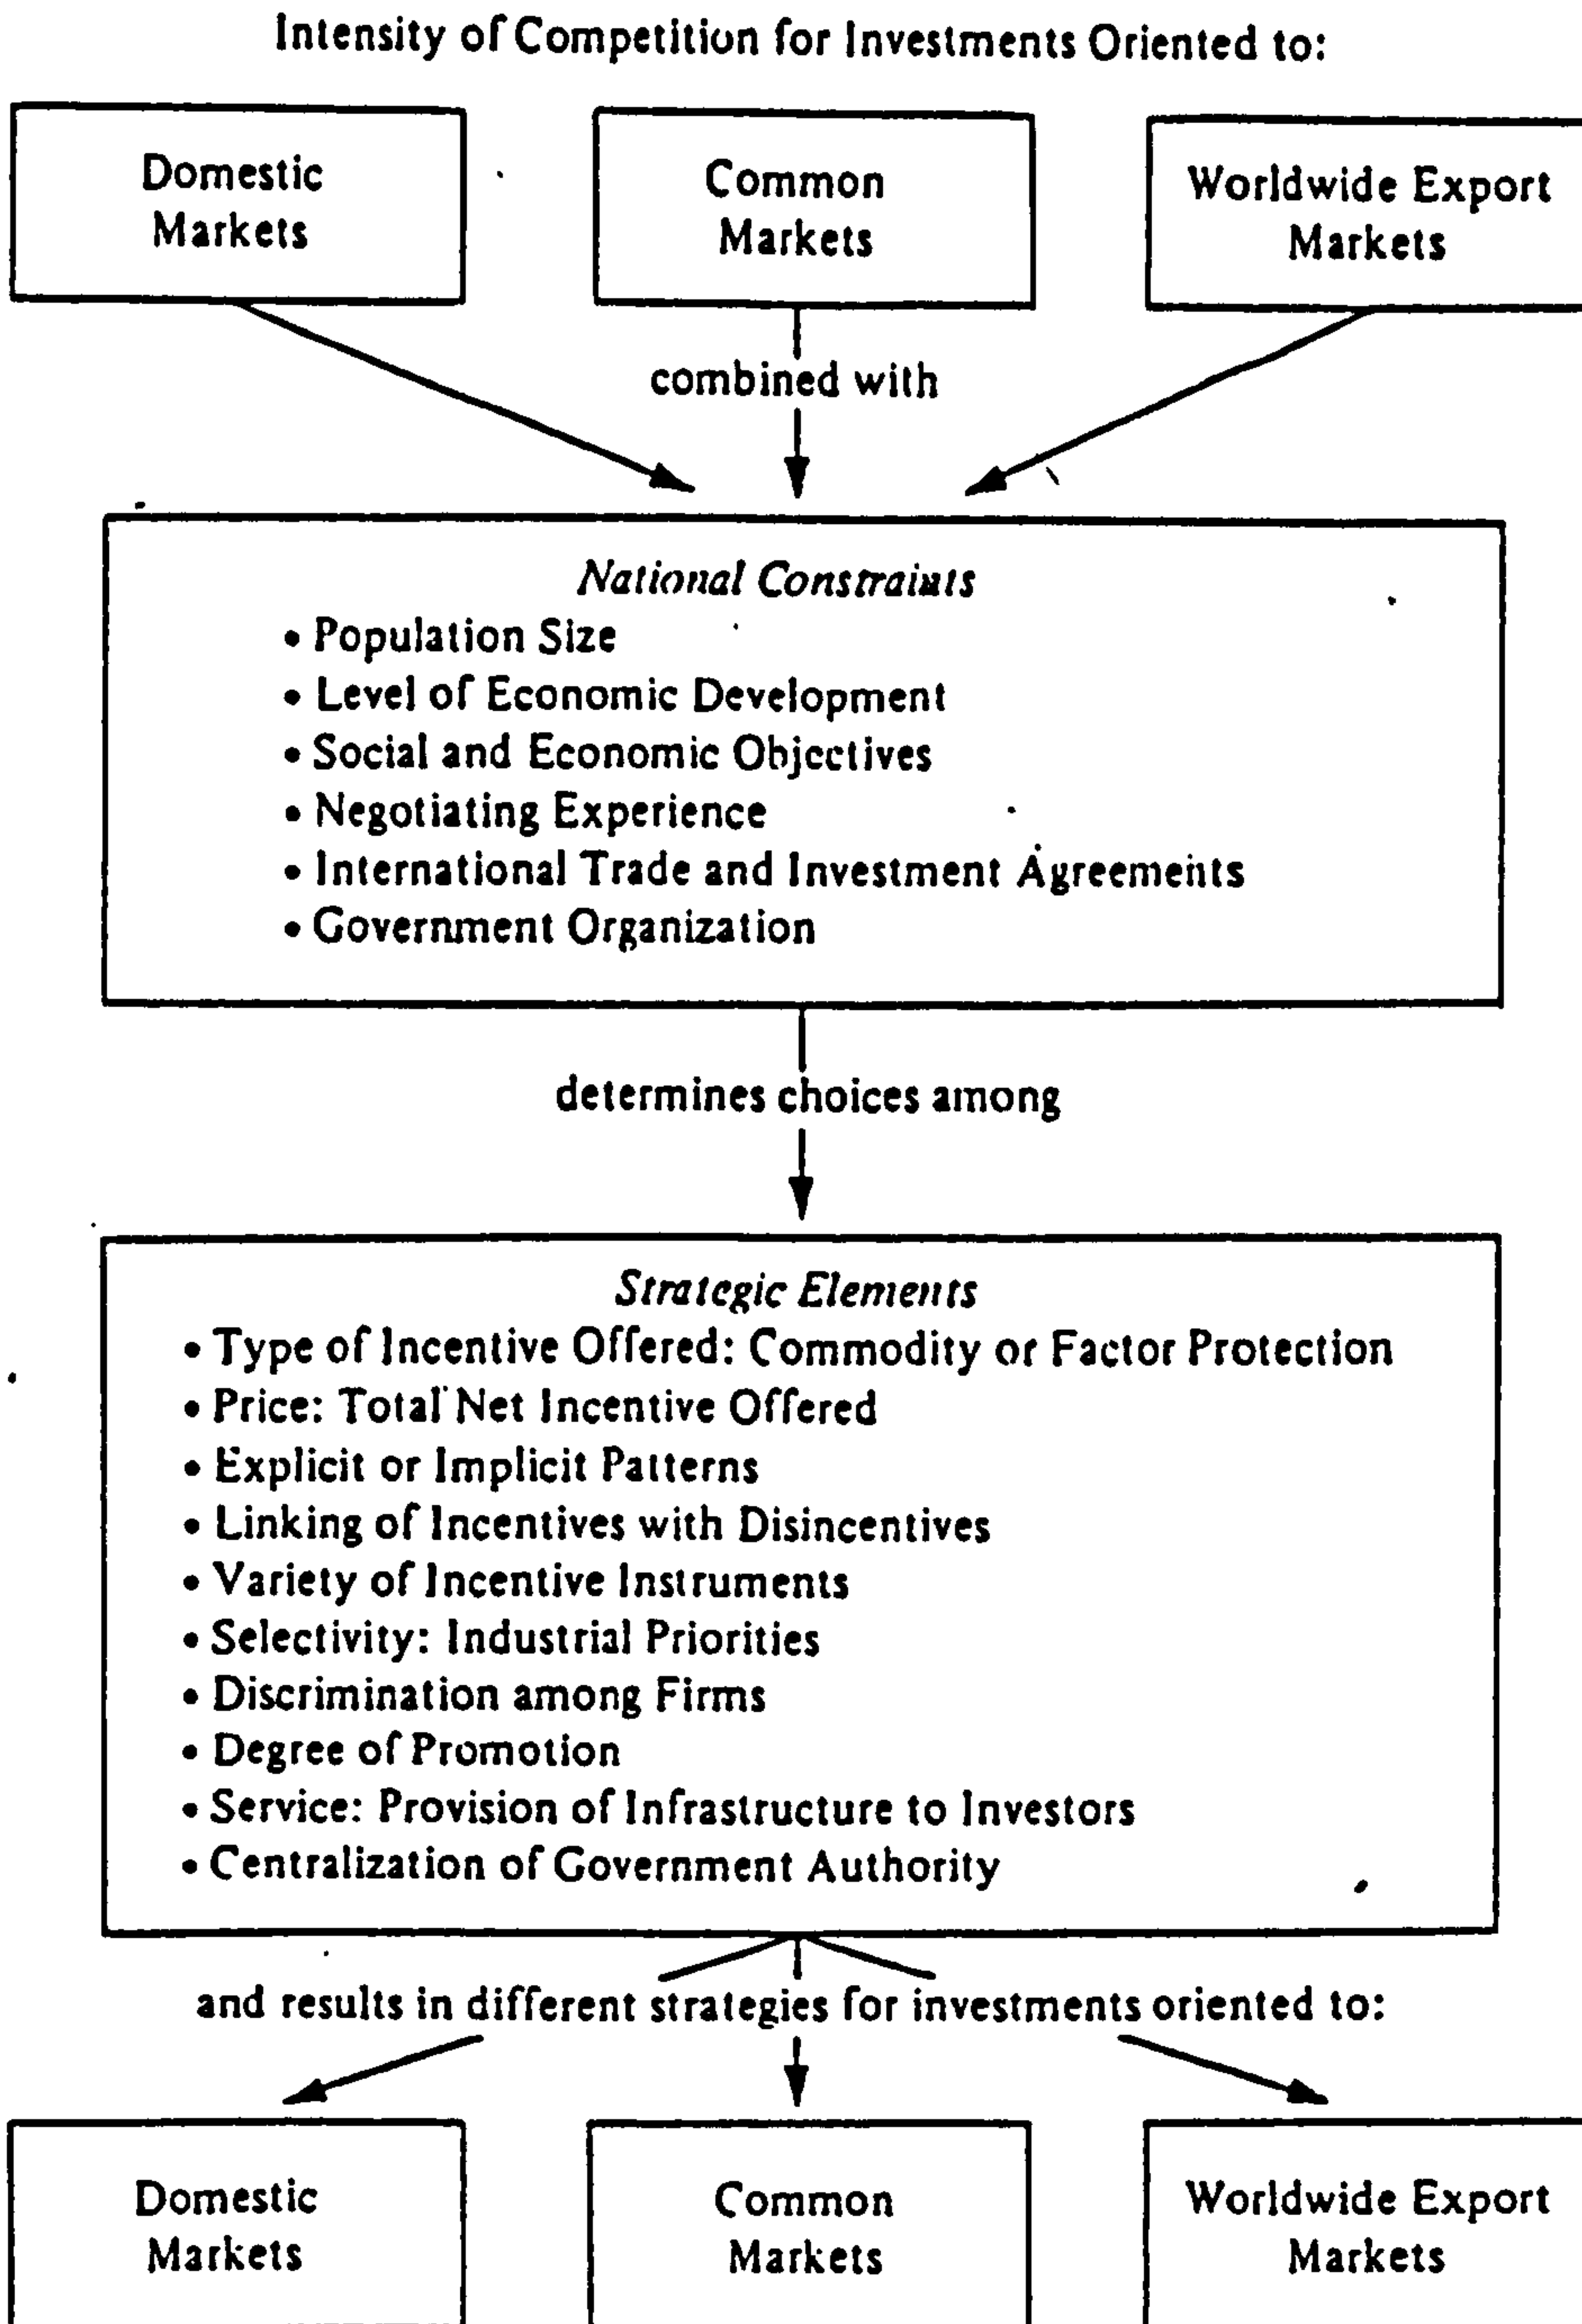 Intensity of Competition for Investments Oriented to:
Domestic
Markets
Common
Markets
Worldwide Export
Markets
combined with
National Constraints
• Population Size
• Level of Economic Development
• Social and Economic Objectives
• Negotiating Experience
• International Trade and Investment Agreements
• Government Organization
determines choices among
Strategic Elements
• Type of Incentive Offered: Commodity or Factor Protection
• Price: Total Net Incentive Offered
• Explicit or Implicit Patterns
• Linking of Incentives with Disincentives
• Variety of Incentive Instruments
• Selectivity: Industrial Priorities
• Discrimination among Firms
• Degree of Promotion
• Service: Provision of Infrastructure to Investors
• Centralization of Government Authority
and results in different strategies for investments oriented to:
Domestic
Markets
Common
Markets
Worldwide Export
Markets